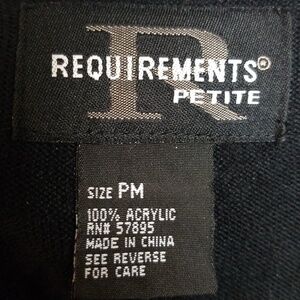 R
REQUIREMENTS®
PETITE
SIZE PM
100% ACRYLIC
RN# 57895
MADE IN CHINA
SEE REVERSE
FOR CARE